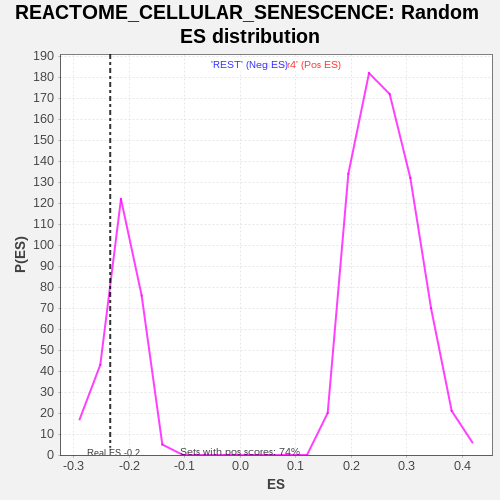 REACTOME_CELLULAR_SENESCENCE: Random
ES distribution
'REST' (Neg ES)r4' (Pos ES)
P(ES)
190
180
170
160
150
140
130
120
110
100
90
80
70
60
50
40
30
20
10
0
Real ES -0.2
Sets with pos scores: 74%
-0.3 -0.2 -0.1 0.0 0.1 0.2 0.3 0.4
ES